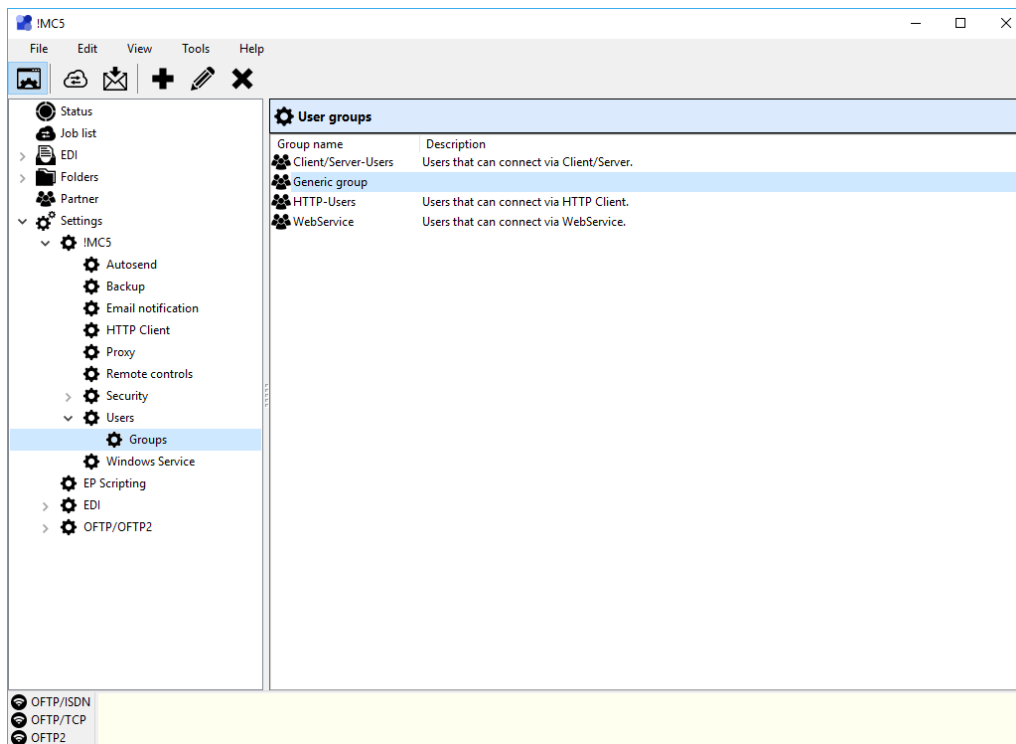 !MC5
File Edit View Tools Help
Status
Job list
EDI
Folders
Partner
Settings
!MC5
Autosend
Backup
Email notification
HTTP Client
Proxy
Remote controls
Security
Users
Groups
Windows Service
EP Scripting
EDI
OFTP/OFTP2
User groups
Group name Description
Client/Server-Users Users that can connect via Client/Server.
Generic group
HTTP-Users Users that can connect via HTTP Client.
WebService Users that can connect via WebService.
OFTP/ISDN
OFTP/TCP
OFTP2